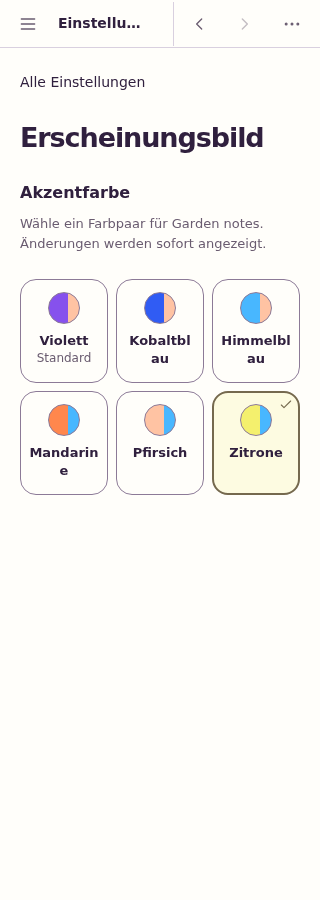 Einstellu…
Alle Einstellungen
Erscheinungsbild
Akzentfarbe
Wähle ein Farbpaar für Garden notes.
Änderungen werden sofort angezeigt.
Violett
Standard
Kobaltbl
au
Himmelbl
au
Mandarin
e
Pfirsich
Zitrone